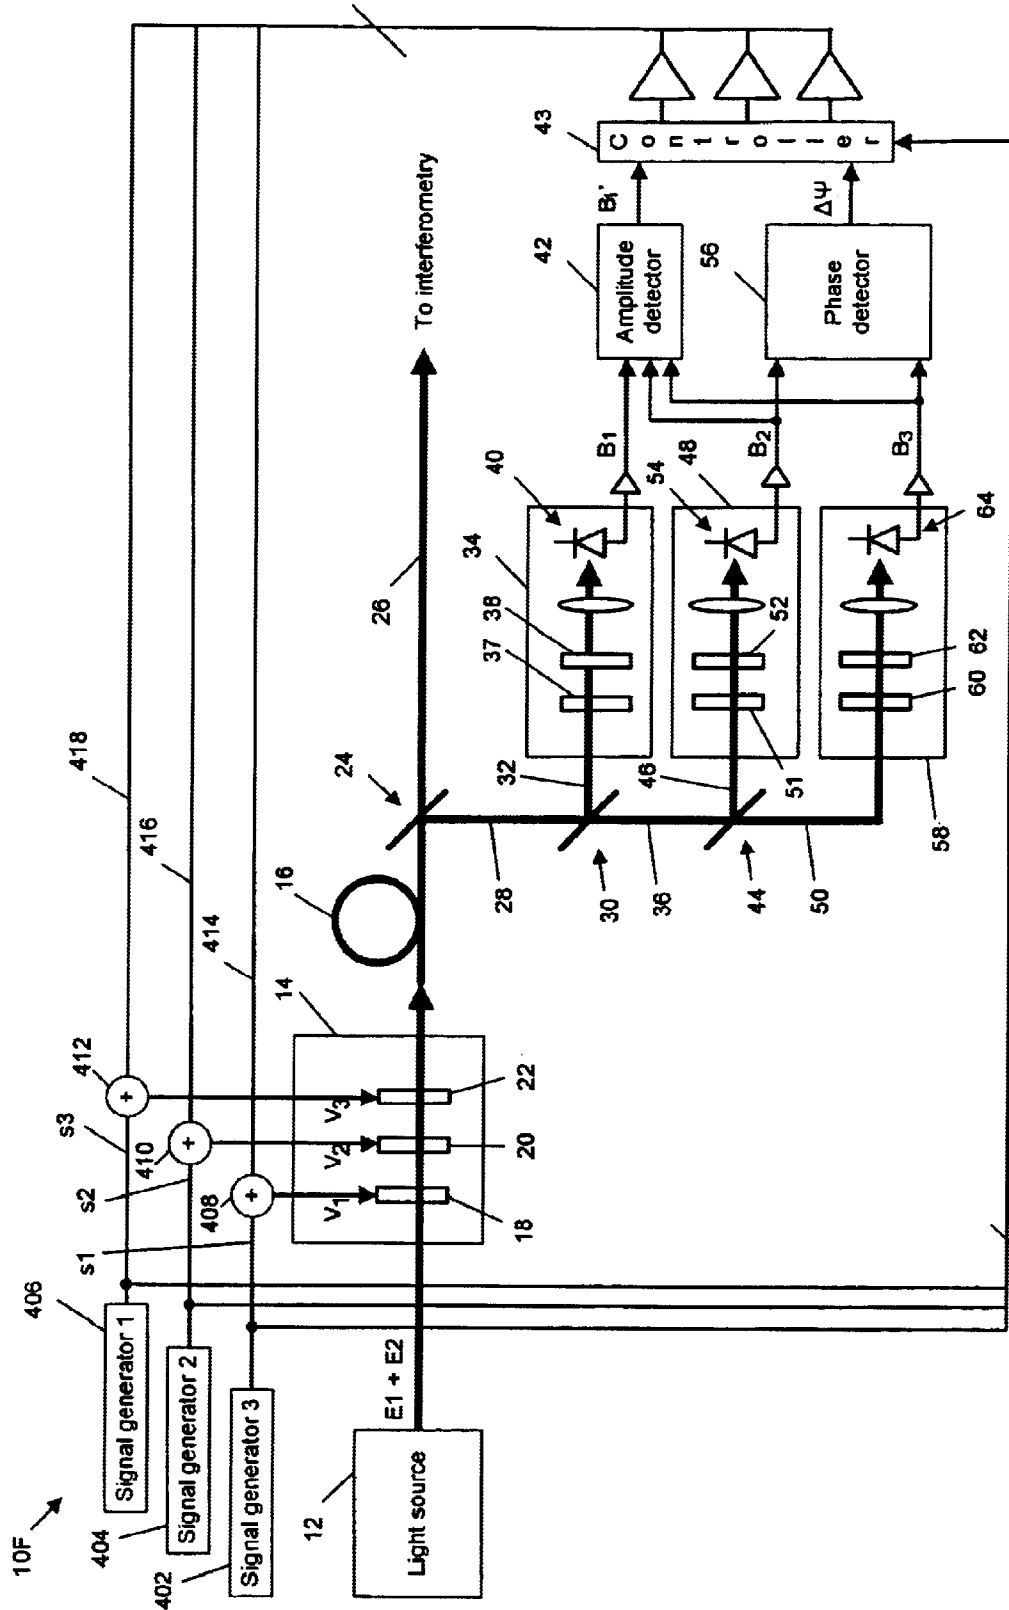 10F
406
404
402
Signal generator 1
Signal generator 2
Signal generator 3
s3
s2
s1
412
410
408
418
416
414
V3
V2
V1
12
Light source
E1 + E2
14
18
20
22
16
24
26
To interferometry
28
30
32
36
44
46
50
34
37
38
40
48
51
52
54
58
60
62
64
B1
B2
B3
42
Amplitude
detector
56
Phase
detector
Bi'
ΔΨ
43
Controller